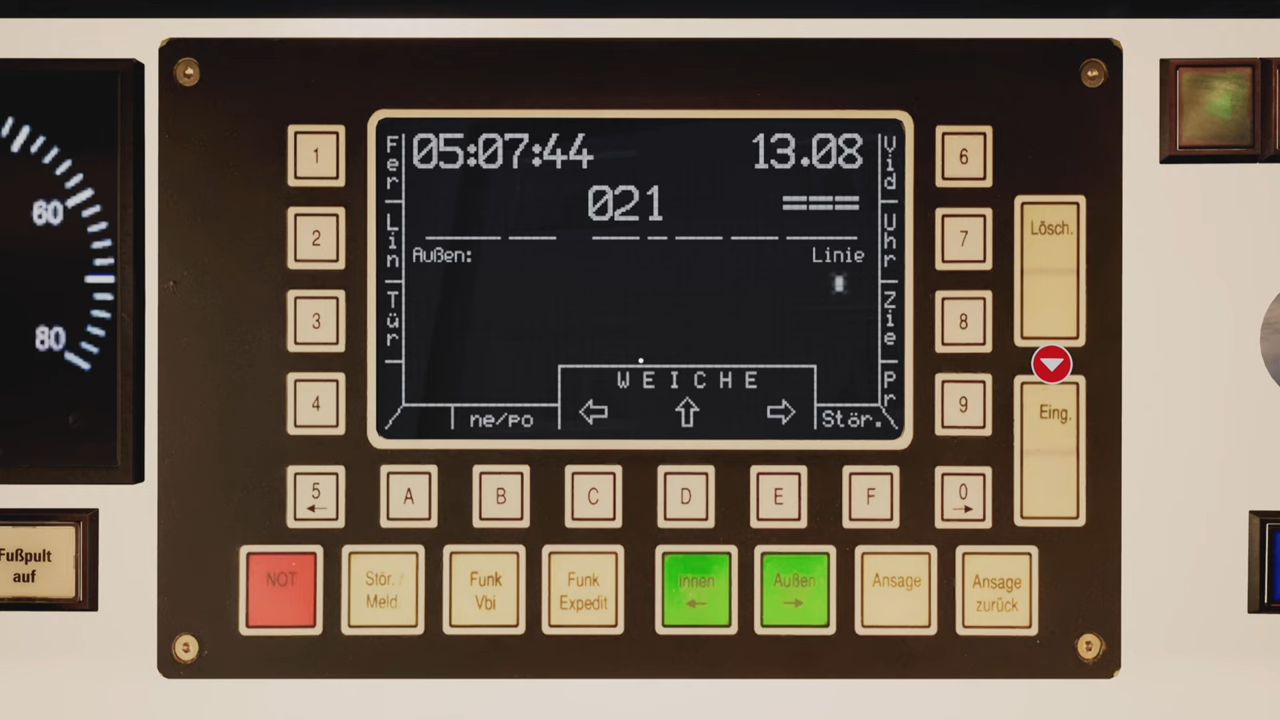 60
80
Fußpult
auf
1
2
3
4
5
Fer
Lin
Tür
05:07:44
13.08
021
===
Außen:
Linie
WEICHE
ne/po
Stör.
Vid
Uhr
Zie
Pr
6
7
8
9
0
Lösch.
Eing.
A
B
C
D
E
F
NOT
Stör. /
Meld.
Funk
Vbi
Funk
Expedit
Innen
Außen
Ansage
Ansage
zurück